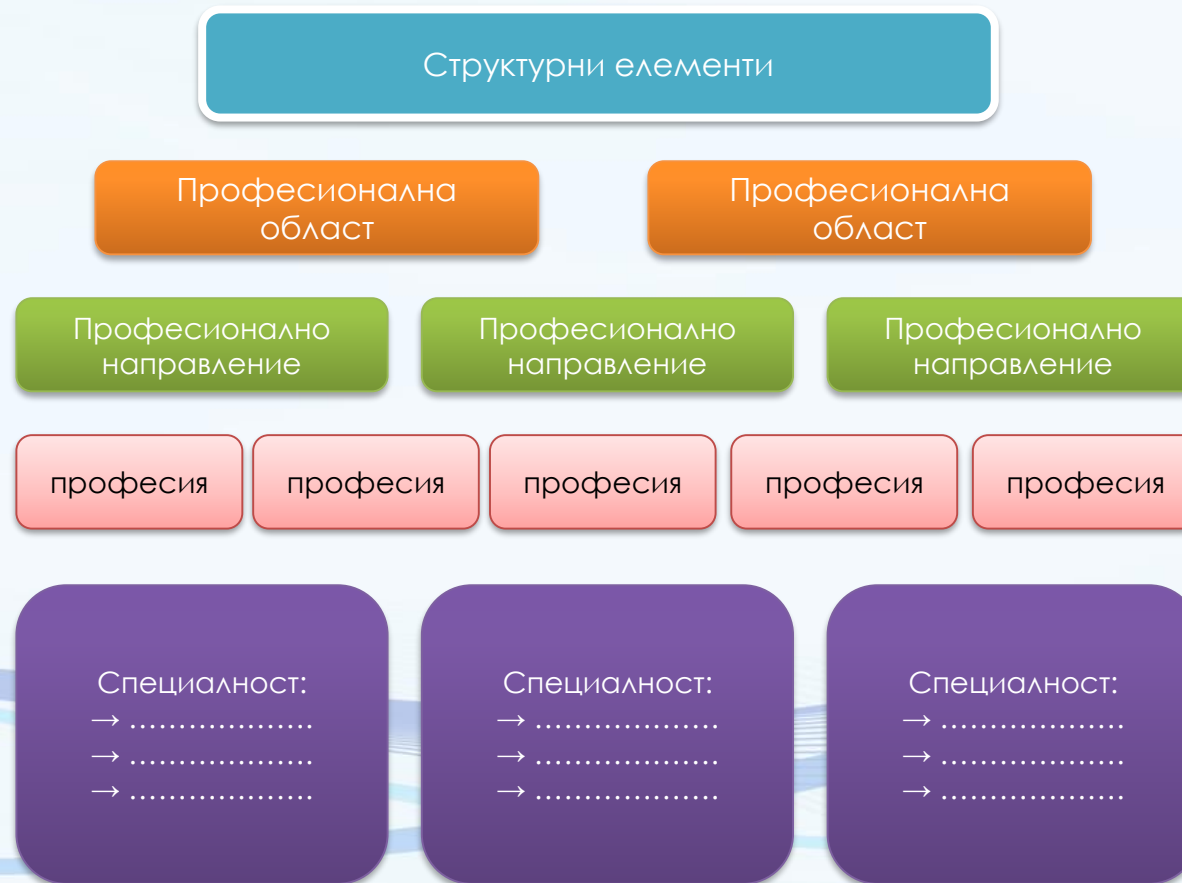 Структурни елементи
Професионална
област
Професионална
област
Професионално
направление
Професионално
направление
Професионално
направление
професия
професия
професия
професия
професия
Специалност:
→ ………………..
→ ………………..
→ ………………..
Специалност:
→ ………………..
→ ………………..
→ ………………..
Специалност:
→ ………………..
→ ………………..
→ ………………..